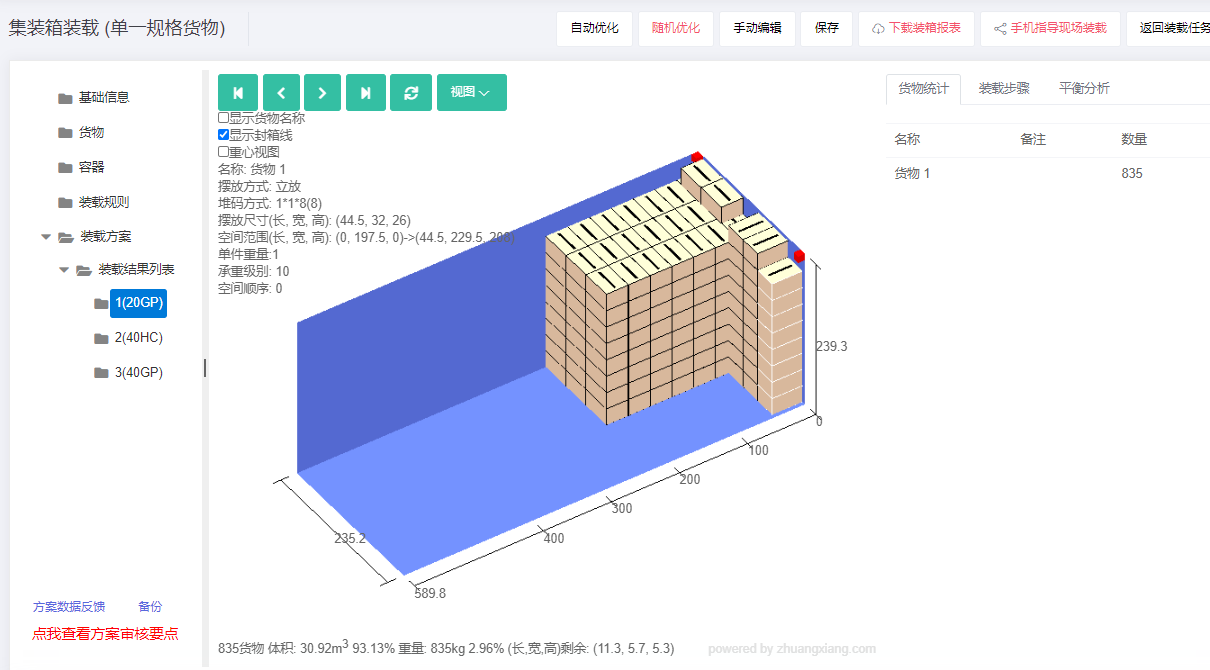 集装箱装载 (单一规格货物)
自动优化
随机优化
手动编辑
保存
下载装箱报表
手机指导现场装载
返回装载任务
基础信息
货物
容器
装载规则
装载方案
装载结果列表
1(20GP)
2(40HC)
3(40GP)
方案数据反馈
备份
点我查看方案审核要点
视图
显示货物名称
显示封箱线
重心视图
名称: 货物 1
摆放方式: 立放
堆码方式: 1*1*8(8)
摆放尺寸(长, 宽, 高): (44.5, 32, 26)
空间范围(长, 宽, 高): (0, 197.5, 0)->(44.5, 229.5, 208)
单件重量:1
承重级别: 10
空间顺序: 0
239.3
0
100
200
300
400
589.8
235.2
835货物 体积: 30.92m3 93.13% 重量: 835kg 2.96% (长,宽,高)剩余: (11.3, 5.7, 5.3)
powered by zhuangxiang.com
货物统计
装载步骤
平衡分析
名称 备注 数量
货物 1 835